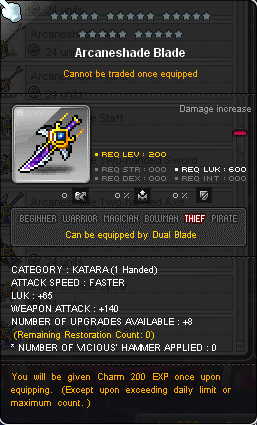 Arcaneshade Blade
Cannot be traded once equipped
Damage increase
REQ LEV : 200
REQ STR : 000 REQ LUK : 600
REQ DEX : 000 REQ INT : 000
0 0 % 0 %
BEGINNER WARRIOR MAGICIAN BOWMAN THIEF PIRATE
Can be equipped by Dual Blade
CATEGORY : KATARA (1 Handed)
ATTACK SPEED : FASTER
LUK : +65
WEAPON ATTACK : +140
NUMBER OF UPGRADES AVAILABLE : +8
(Remaining Restoration Count: 0)
* NUMBER OF VICIOUS' HAMMER APPLIED : 0
You will be given Charm 200 EXP once upon
equipping. (Except upon exceeding daily limit or
maximum count. )